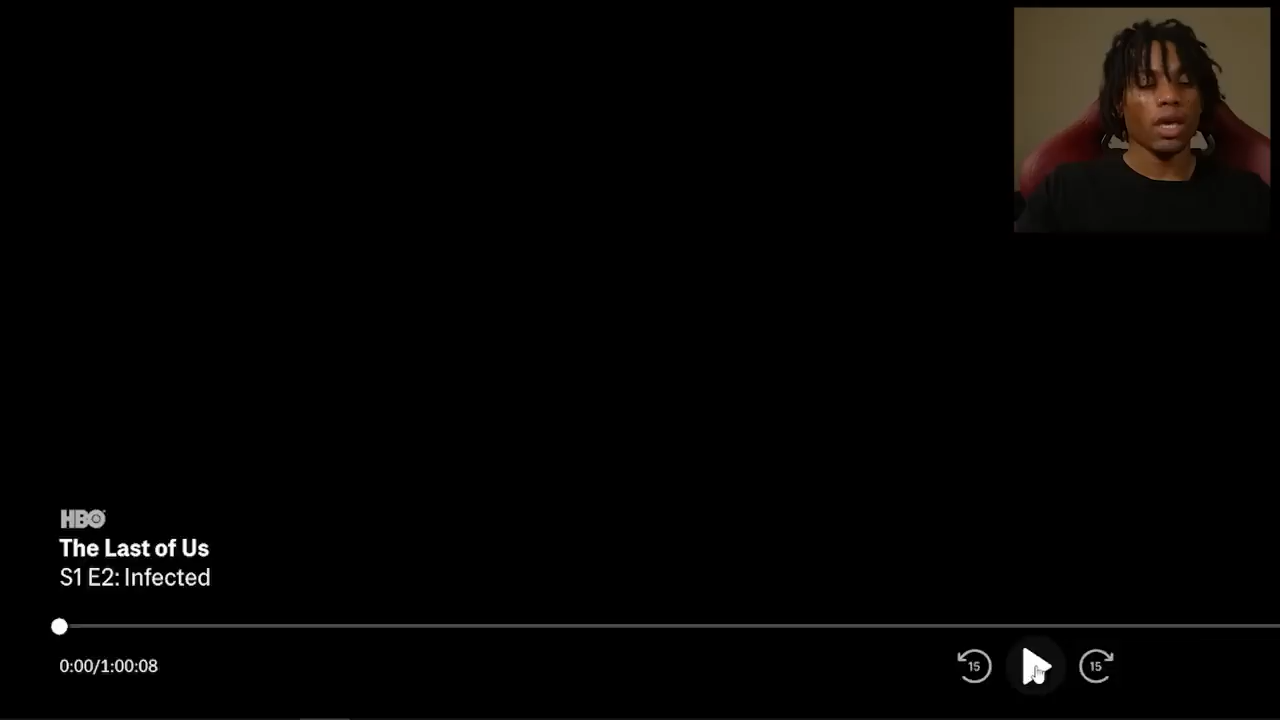 HBO
The Last of Us
S1 E2: Infected
0:00/1:00:08
15
15